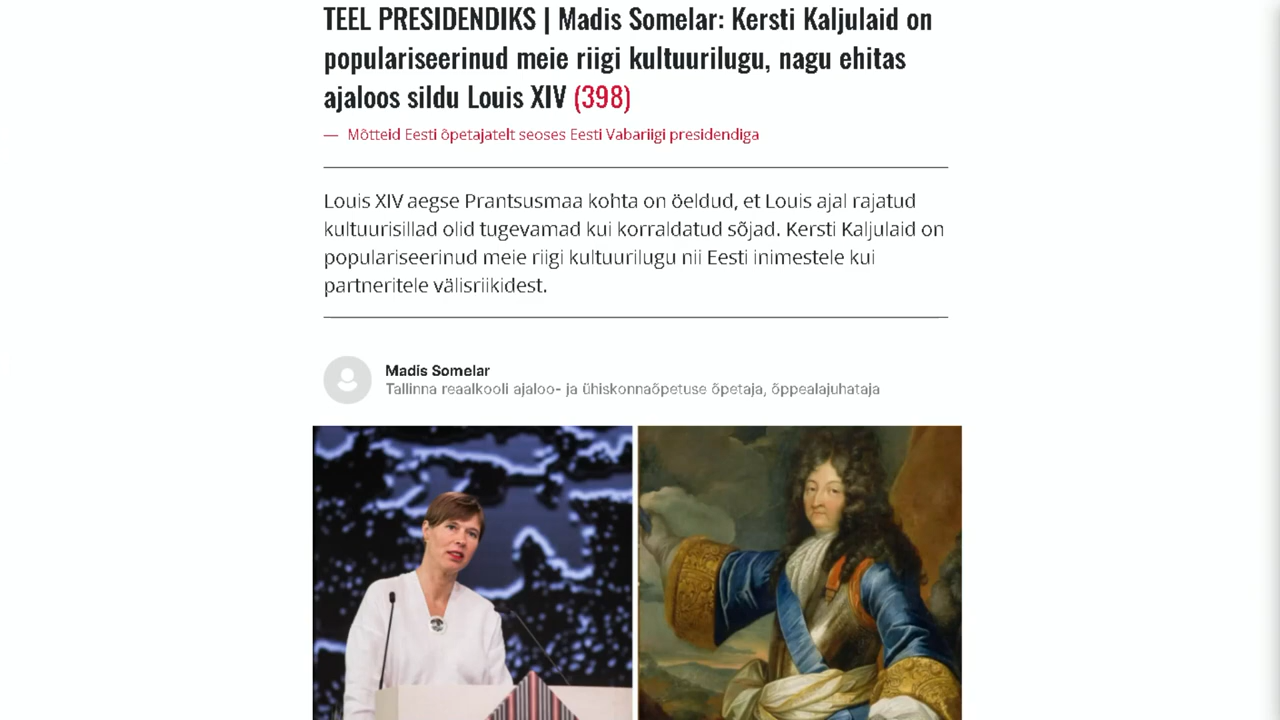 TEEL PRESIDENDIKS | Madis Somelar: Kersti Kaljulaid on
populariseerinud meie riigi kultuurilugu, nagu ehitas
ajaloos sildu Louis XIV (398)
— Mõtteid Eesti õpetajatelt seoses Eesti Vabariigi presidendiga
Louis XIV aegse Prantsusmaa kohta on öeldud, et Louis ajal rajatud
kultuurisillad olid tugevamad kui korraldatud sõjad. Kersti Kaljulaid on
populariseerinud meie riigi kultuurilugu nii Eesti inimestele kui
partneritele välisriikidest.
Madis Somelar
Tallinna reaalkooli ajaloo- ja ühiskonnaõpetuse õpetaja, õppealajuhataja